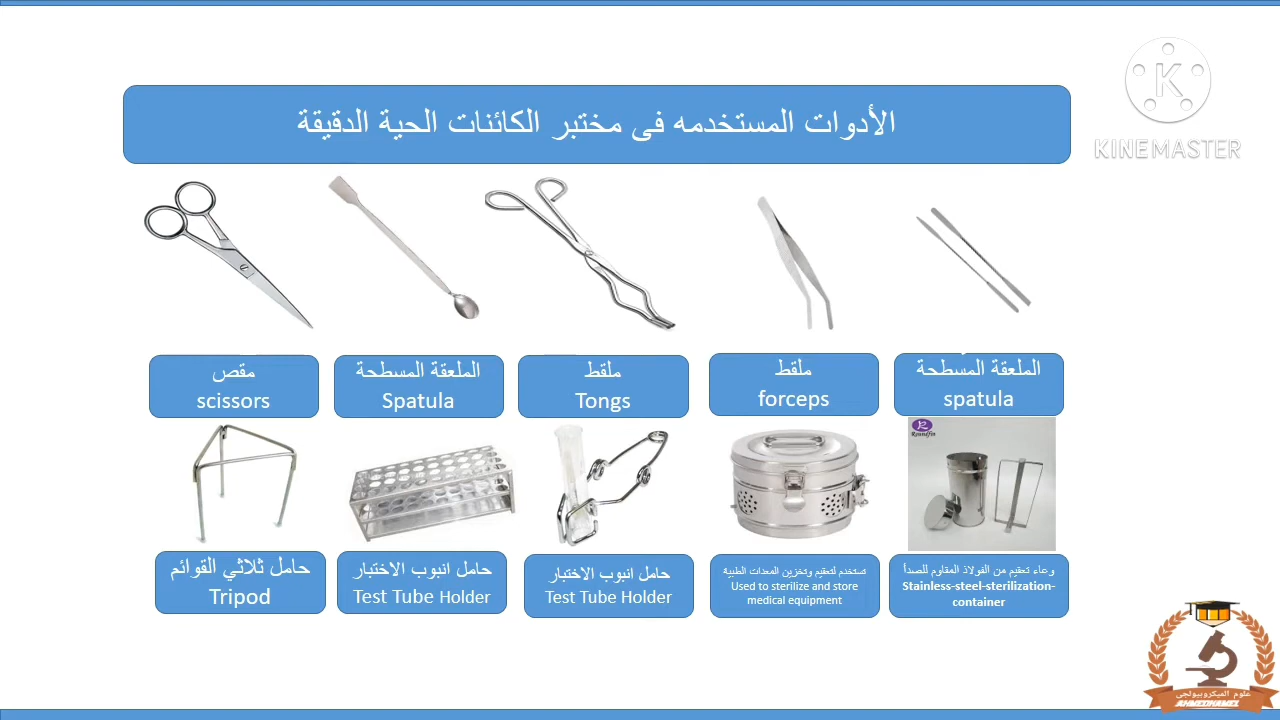 الأدوات المستخدمه فى مختبر الكائنات الحية الدقيقة
KINEMASTER
مقص
scissors
الملعقة المسطحة
Spatula
ملقط
Tongs
ملقط
forceps
الملعقة المسطحة
spatula
Roundfin
حامل ثلاثي القوائم
Tripod
حامل انبوب الاختبار
Test Tube Holder
حامل انبوب الاختبار
Test Tube Holder
تستخدم لتعقيم وتخزين المعدات الطبية
Used to sterilize and store
medical equipment
وعاء تعقيم من الفولاذ المقاوم للصدأ
Stainless-steel-sterilization-
container
علوم الميكروبيولجى
AHMEDKAMEL